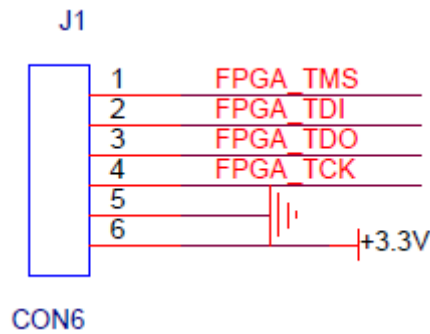 J1
1 FPGA_TMS
2 FPGA_TDI
3 FPGA_TDO
4 FPGA_TCK
5
6 +3.3V
CON6